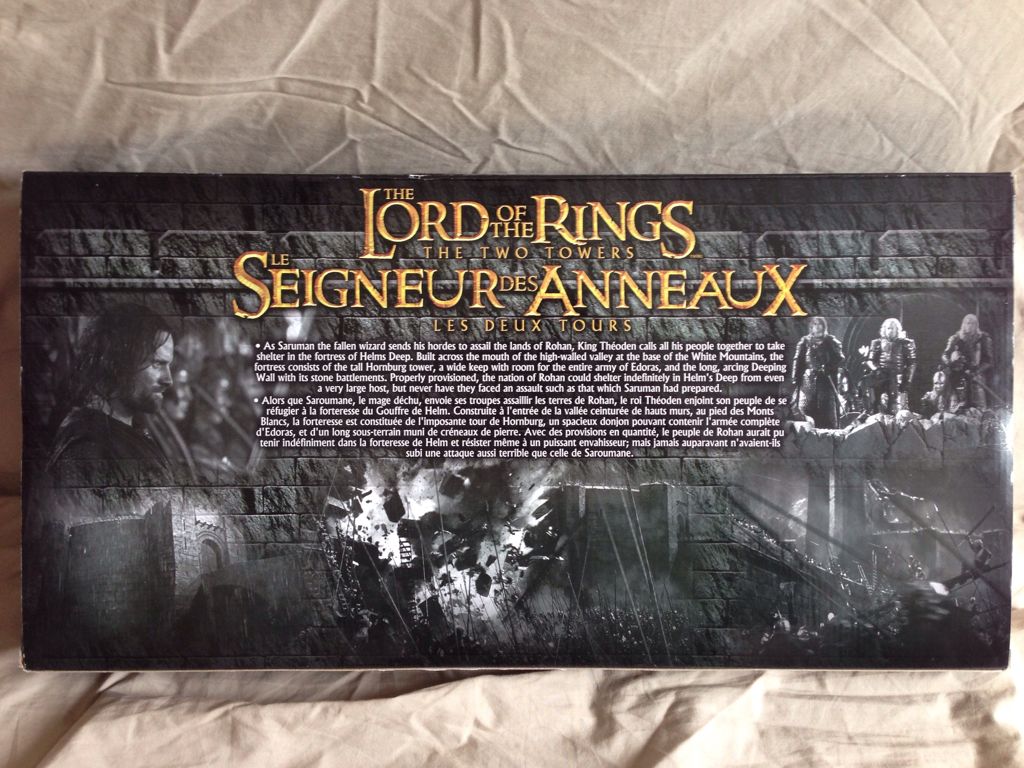 THE LORD OF THE RINGS
THE TWO TOWERS
LE SEIGNEUR DES ANNEAUX
LES DEUX TOURS
• As Saruman the fallen wizard sends his hordes to assail the lands of Rohan, King Théoden calls all his people together to take
shelter in the fortress of Helms Deep. Built across the mouth of the high-walled valley at the base of the White Mountains, the
fortress consists of the tall Hornburg tower, a wide keep with room for the entire army of Edoras, and the long, arcing Deeping
Wall with its stone battlements. Properly provisioned, the nation of Rohan could shelter indefinitely in Helm's Deep from even
a very large host, but never have they faced an assault such as that which Saruman had prepared.
• Alors que Saroumane, le mage déchu, envoie ses troupes assaillir les terres de Rohan, le roi Théoden enjoint son peuple de se
réfugier à la forteresse du Gouffre de Helm. Construite à l'entrée de la vallée ceinturée de hauts murs, au pied des Monts
Blancs, la forteresse est constituée de l'imposante tour de Hornburg, un spacieux donjon pouvant contenir l'armée complète
d'Edoras, et d'un long sous-terrain muni de créneaux de pierre. Avec des provisions en quantité, le peuple de Rohan aurait pu
tenir indéfiniment dans la forteresse de Helm et résister même à un puissant envahisseur; mais jamais auparavant n'avaient-ils
subi une attaque aussi terrible que celle de Saroumane.